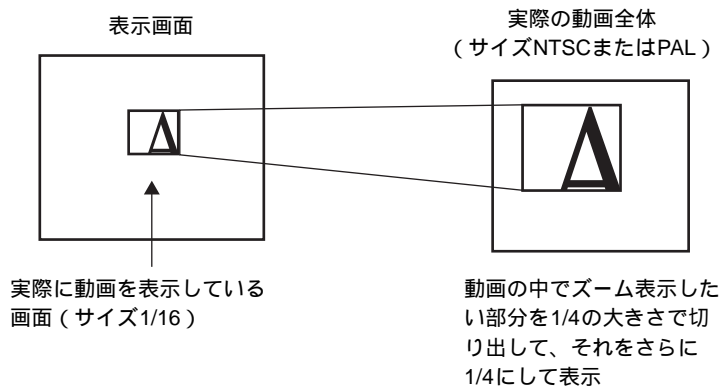 表示画面
実際の動画全体
（サイズNTSCまたはPAL）
実際に動画を表示している
画面（サイズ1/16）
動画の中でズーム表示した
い部分を1/4の大きさで切
り出して、それをさらに
1/4にして表示